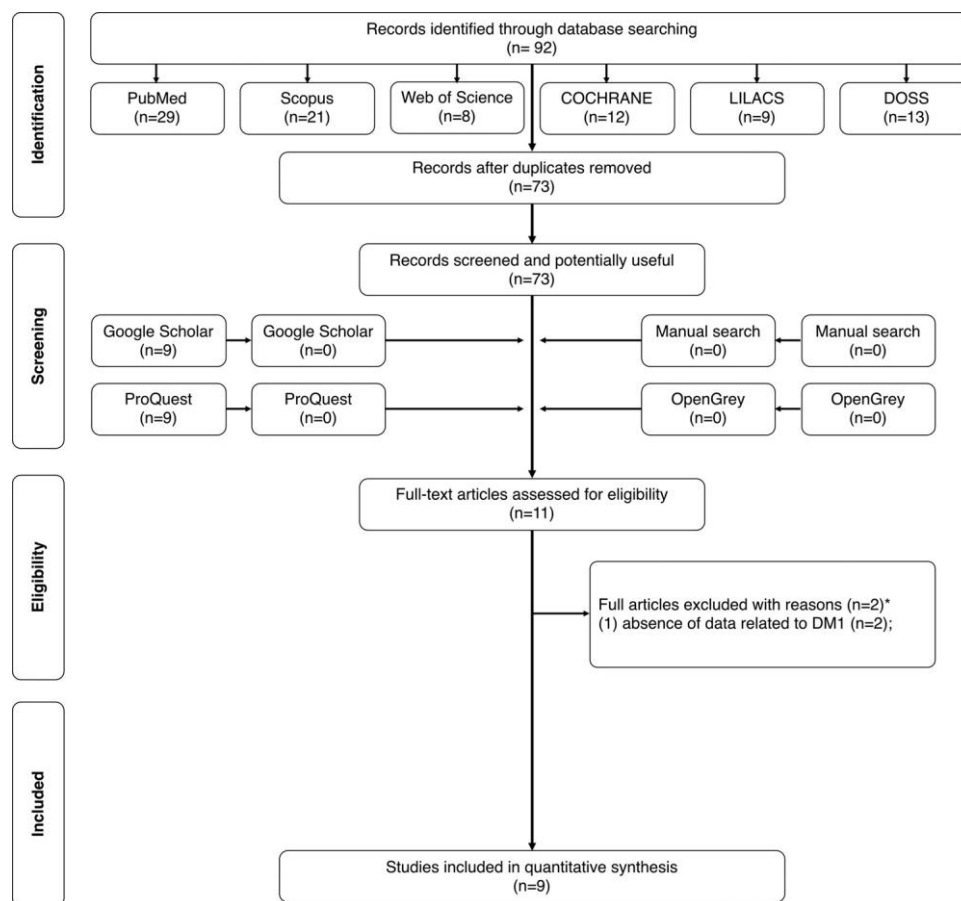 Identification
Records identified through database searching
(n= 92)
PubMed
(n=29)
Scopus
(n=21)
Web of Science
(n=8)
COCHRANE
(n=12)
LILACS
(n=9)
DOSS
(n=13)
Records after duplicates removed
(n=73)
Screening
Records screened and potentially useful
(n=73)
Google Scholar
(n=9)
Google Scholar
(n=0)
Manual search
(n=0)
Manual search
(n=0)
ProQuest
(n=9)
ProQuest
(n=0)
OpenGrey
(n=0)
OpenGrey
(n=0)
Eligibility
Full-text articles assessed for eligibility
(n=11)
Full articles excluded with reasons (n=2)*
(1) absence of data related to DM1 (n=2);
Included
Studies included in quantitative synthesis
(n=9)